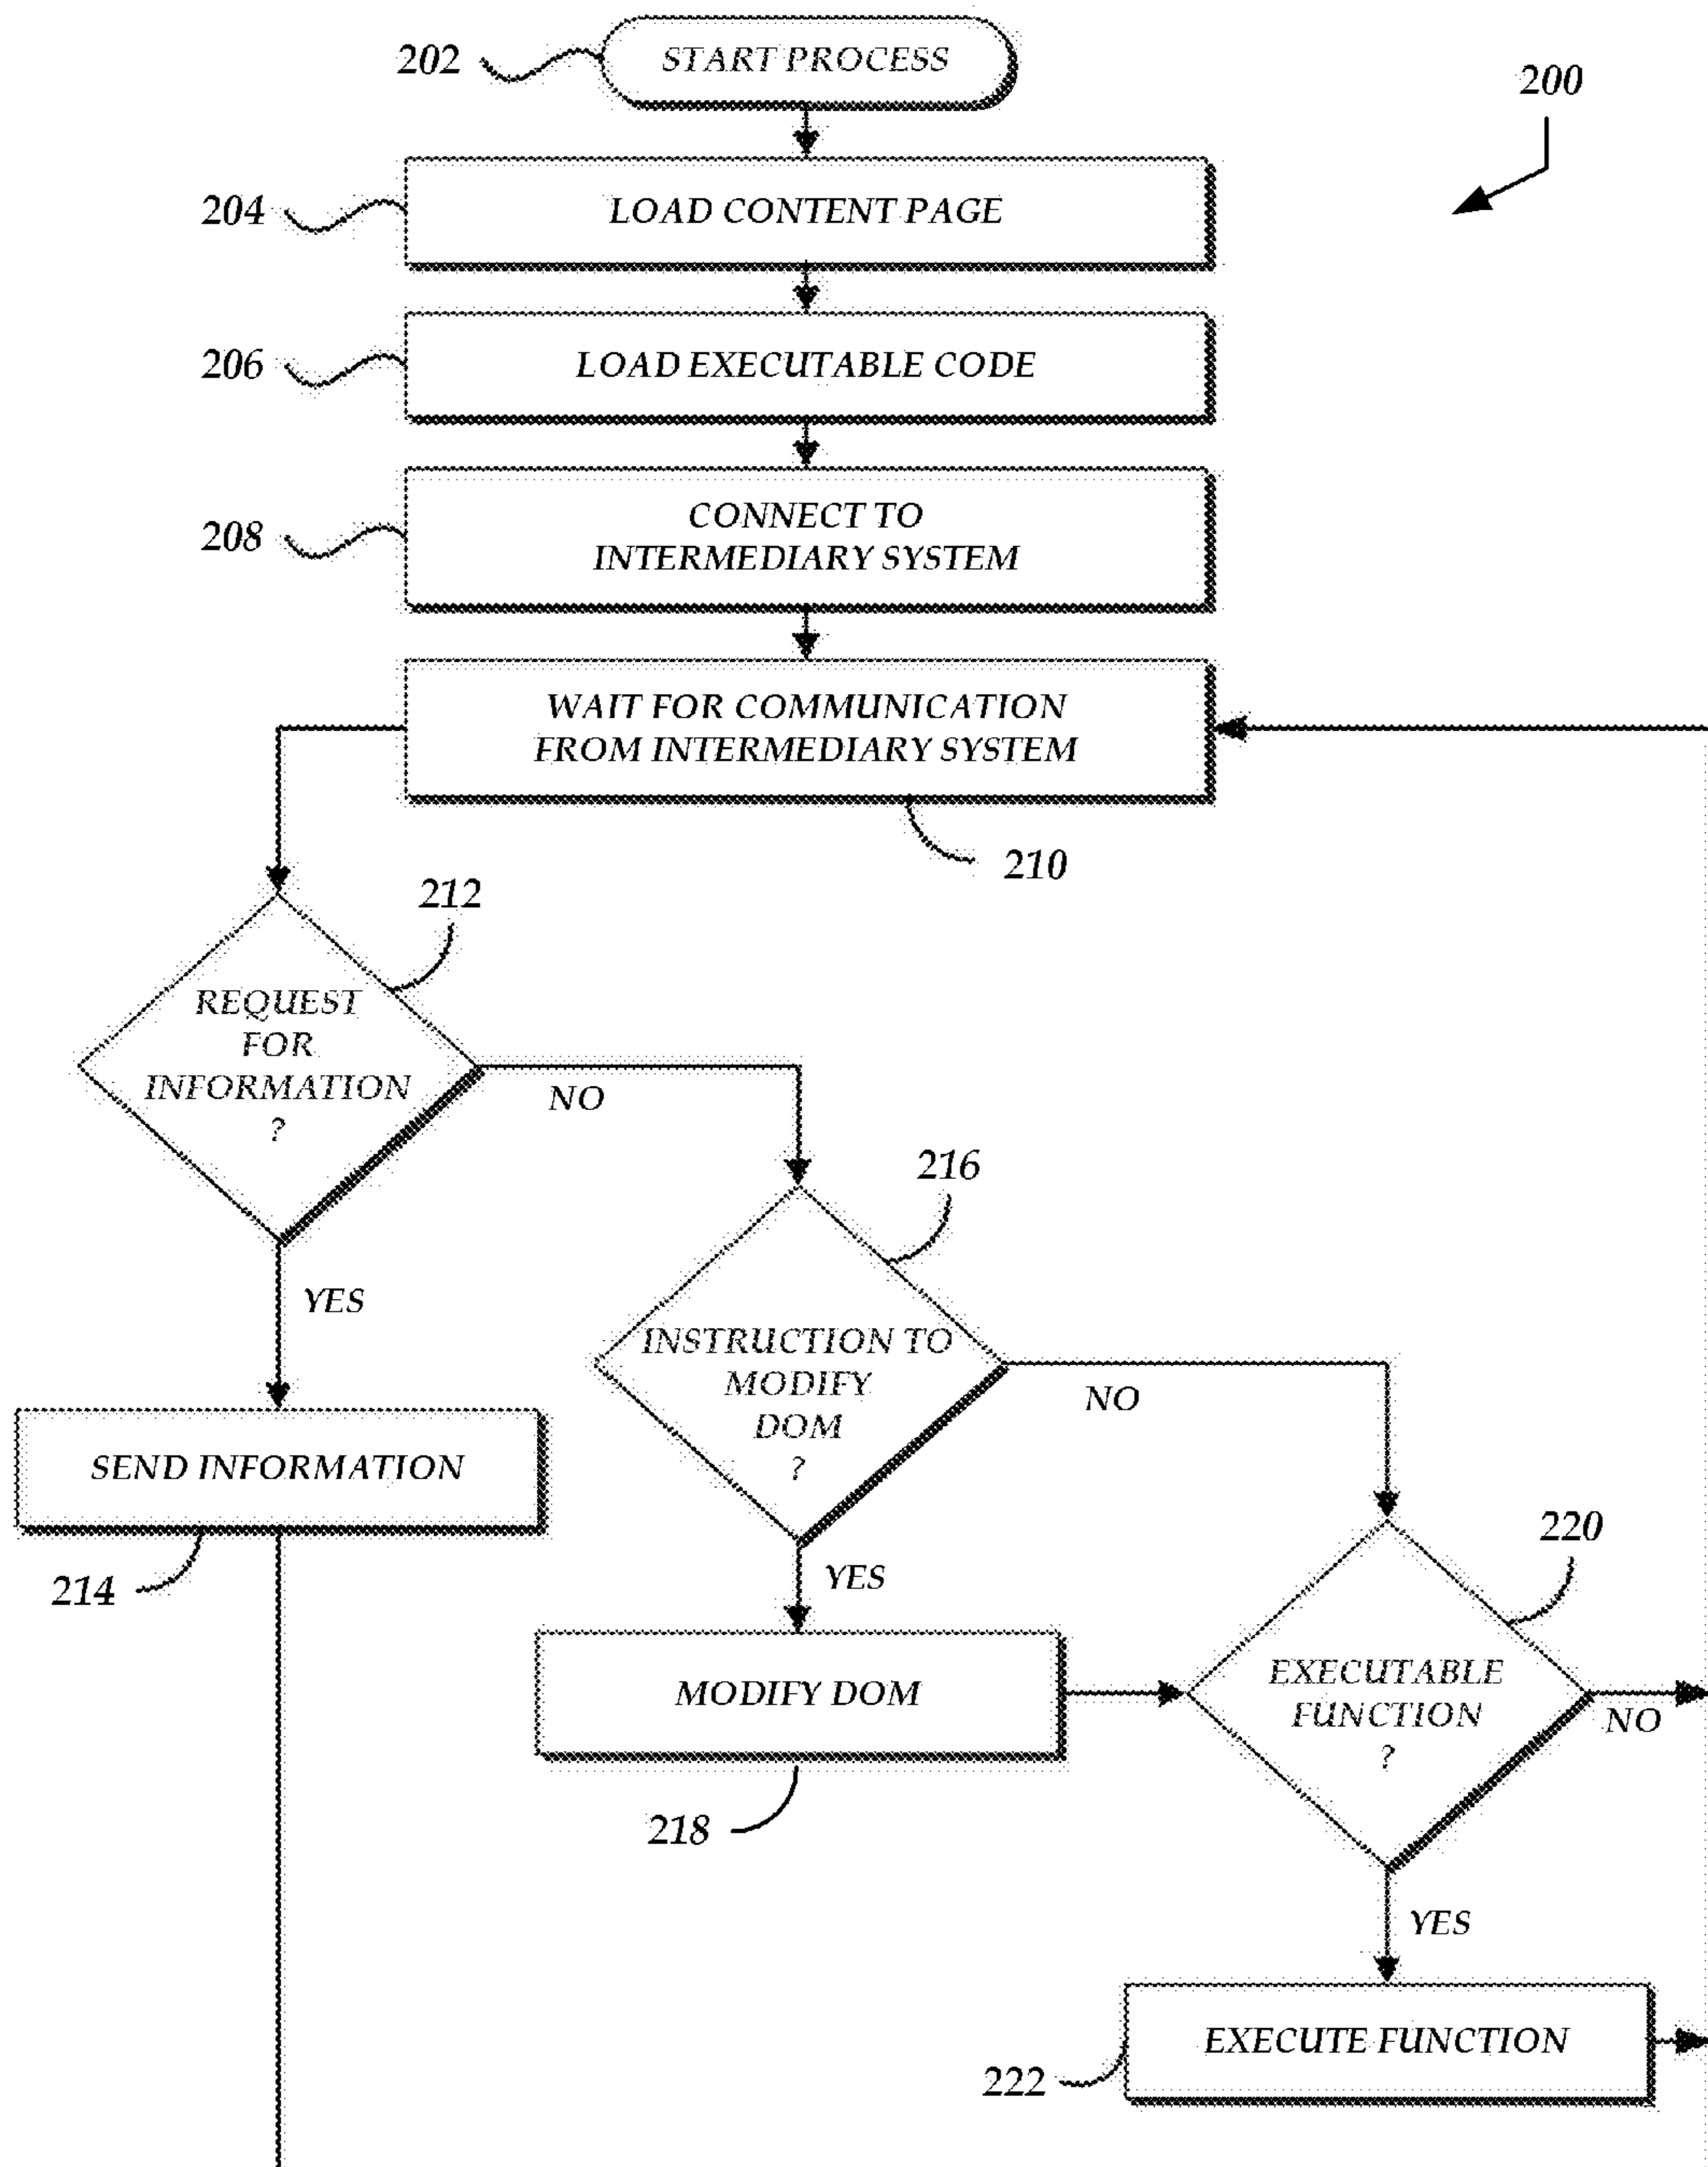 202
START PROCESS
200
204
LOAD CONTENT PAGE
206
LOAD EXECUTABLE CODE
208
CONNECT TO
INTERMEDIARY SYSTEM
WAIT FOR COMMUNICATION
FROM INTERMEDIARY SYSTEM
210
212
REQUEST
FOR
INFORMATION
?
NO
YES
216
INSTRUCTION TO
MODIFY
DOM
?
NO
YES
SEND INFORMATION
214
220
EXECUTABLE
FUNCTION
?
NO
YES
MODIFY DOM
218
EXECUTE FUNCTION
222